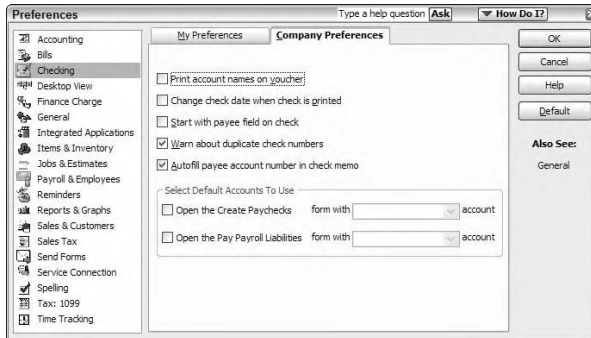 Preferences
Type a help question Ask
How Do I?
Accounting
Bills
Checking
Desktop View
Finance Charge
General
Integrated Applications
Items & Inventory
Jobs & Estimates
Payroll & Employees
Reminders
Reports & Graphs
Sales & Customers
Sales Tax
Send Forms
Service Connection
Spelling
Tax: 1099
Time Tracking
My Preferences
Company Preferences
Print account names on voucher
Change check date when check is printed
Start with payee field on check
Warn about duplicate check numbers
Autofill payee account number in check memo
Select Default Accounts To Use
Open the Create Paychecks form with account
Open the Pay Payroll Liabilities form with account
OK
Cancel
Help
Default
Also See:
General